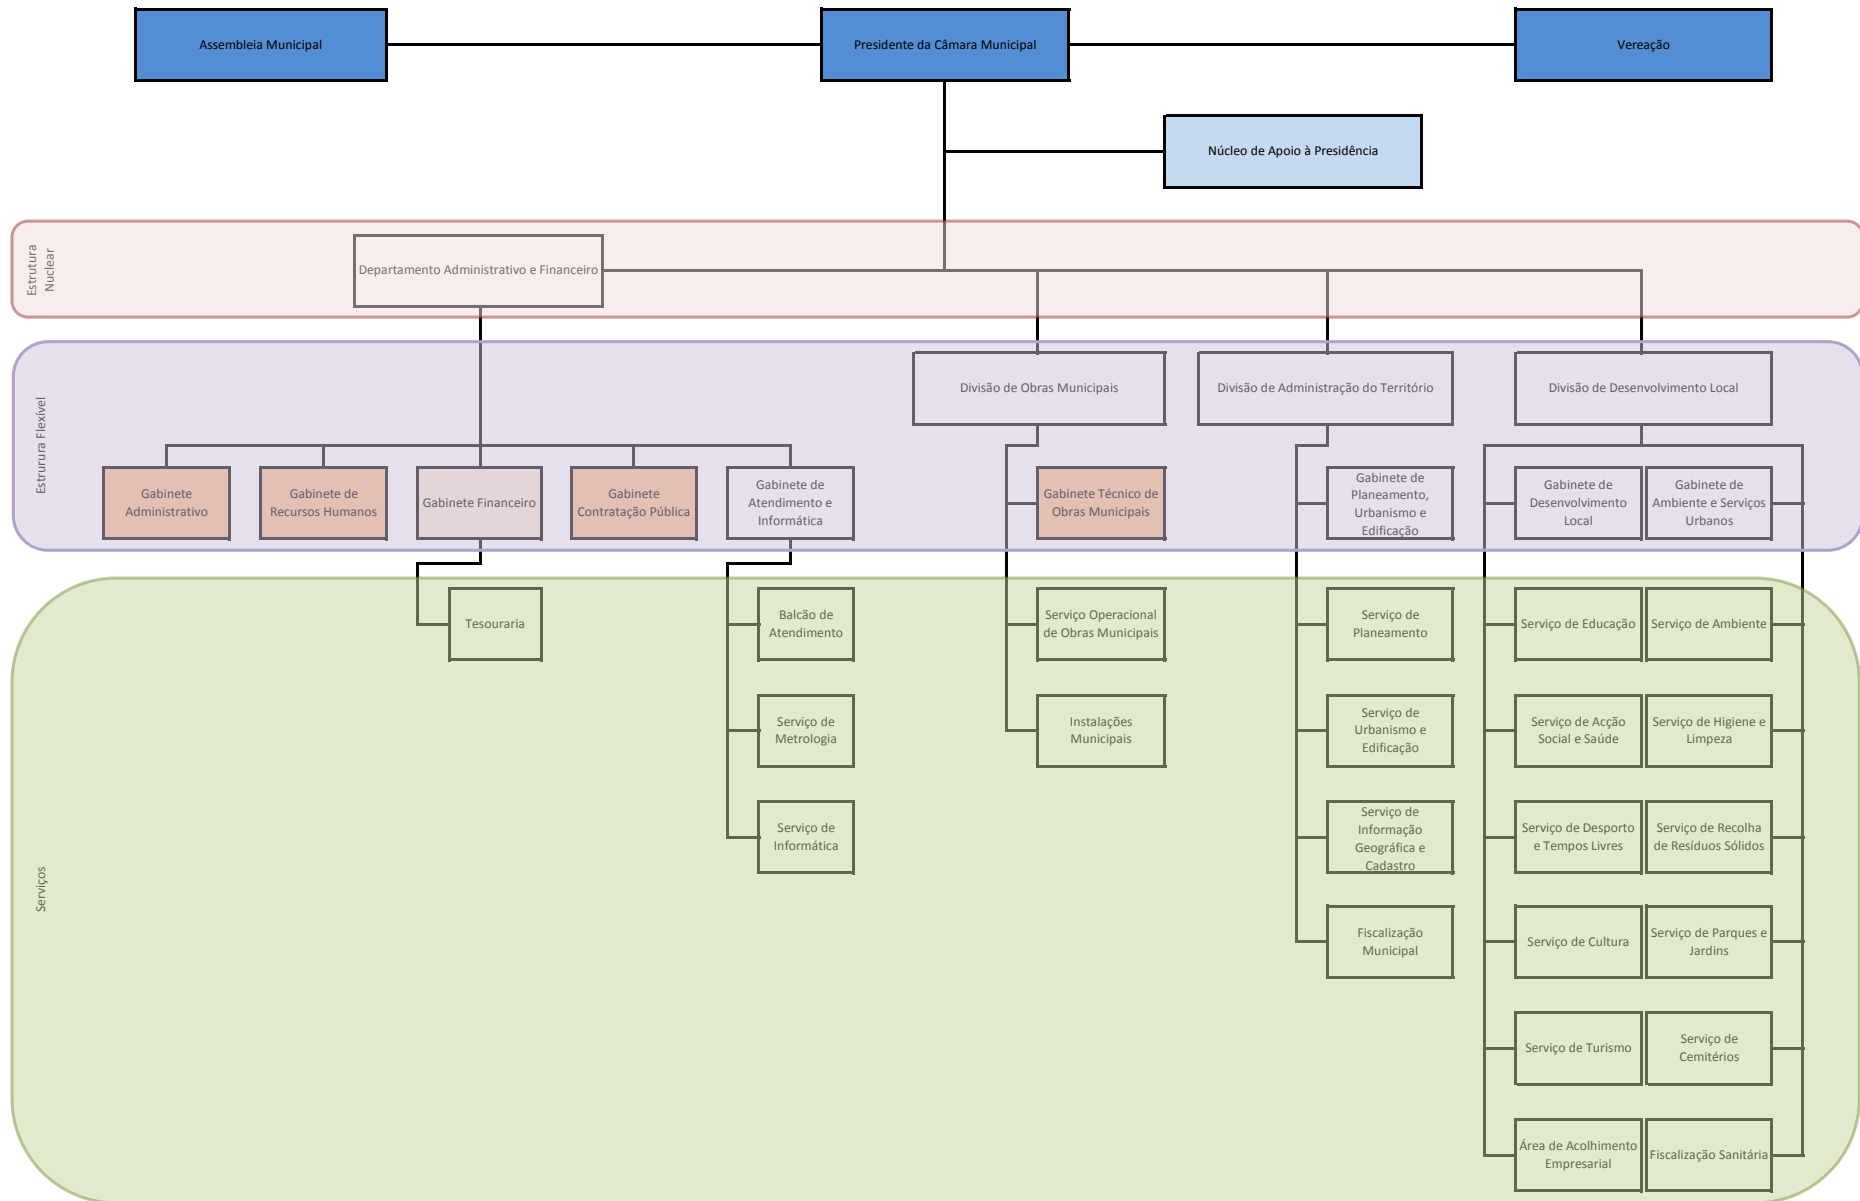 Assembleia Municipal
Presidente da Câmara Municipal
Vereação
Núcleo de Apoio à Presidência
Estrutura
Nuclear
Departamento Administrativo e Financeiro
Estrurura Flexível
Divisão de Obras Municipais
Divisão de Administração do Território
Divisão de Desenvolvimento Local
Gabinete
Administrativo
Gabinete de
Recursos Humanos
Gabinete Financeiro
Gabinete
Contratação Pública
Gabinete de
Atendimento e
Informática
Gabinete Técnico de
Obras Municipais
Gabinete de
Planeamento,
Urbanismo e
Edificação
Gabinete de
Desenvolvimento
Local
Gabinete de
Ambiente e Serviços
Urbanos
Serviços
Tesouraria
Balcão de
Atendimento
Serviço Operacional
de Obras Municipais
Serviço de
Planeamento
Serviço de Educação
Serviço de Ambiente
Serviço de
Metrologia
Instalações
Municipais
Serviço de
Urbanismo e
Edificação
Serviço de Acção
Social e Saúde
Serviço de Higiene e
Limpeza
Serviço de
Informática
Serviço de
Informação
Geográfica e
Cadastro
Serviço de Desporto
e Tempos Livres
Serviço de Recolha
de Resíduos Sólidos
Fiscalização
Municipal
Serviço de Cultura
Serviço de Parques e
Jardins
Serviço de Turismo
Serviço de
Cemitérios
Área de Acolhimento
Empresarial
Fiscalização Sanitária